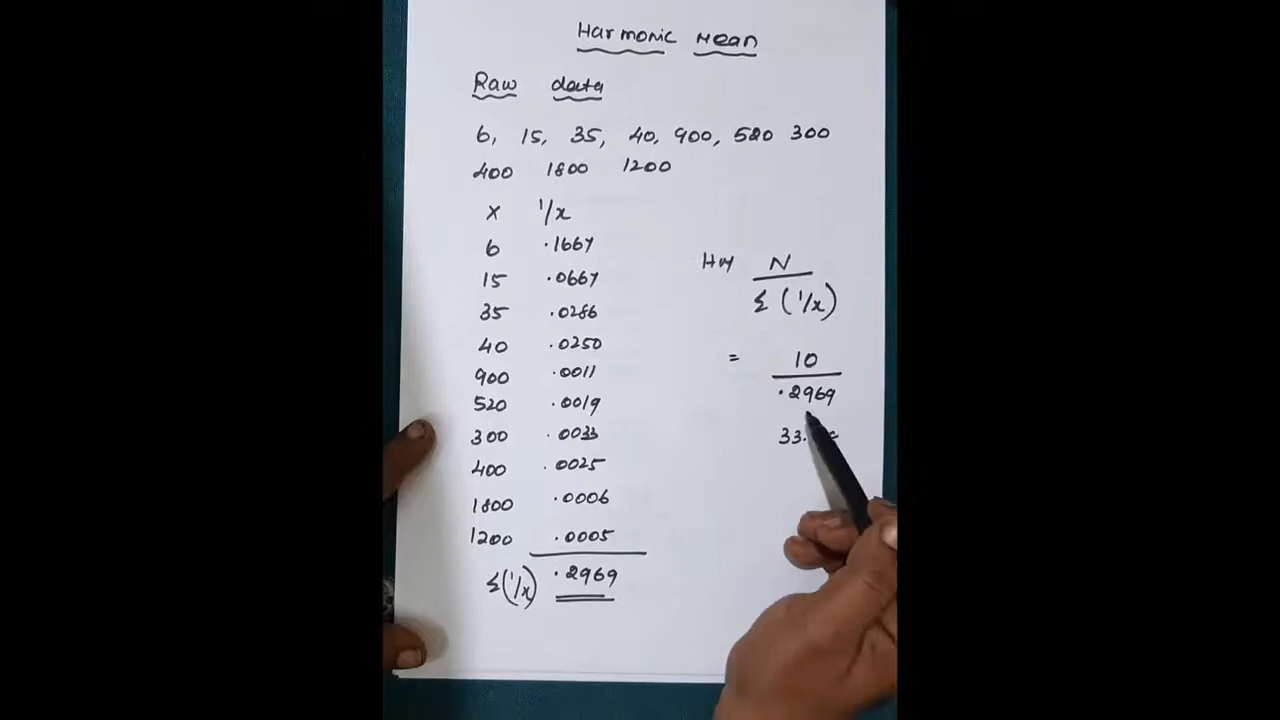 Harmonic Mean
Raw data
6, 15, 35, 40, 900, 520 300
400 1800 1200
X 1/x
6 .1667
15 .0667
35 .0286
40 .0250
900 .0011
520 .0019
300 .0033
400 .0025
1800 .0006
1200 .0005
Σ(1/x) .2969
HM N
Σ (1/x)
= 10
.2969